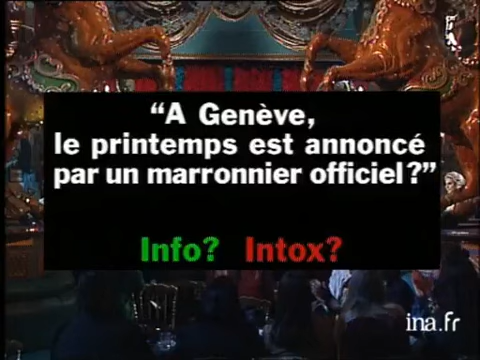 “A Genève,
le printemps est annoncé
par un marronnier officiel?”
Info? Intox?
ina.fr